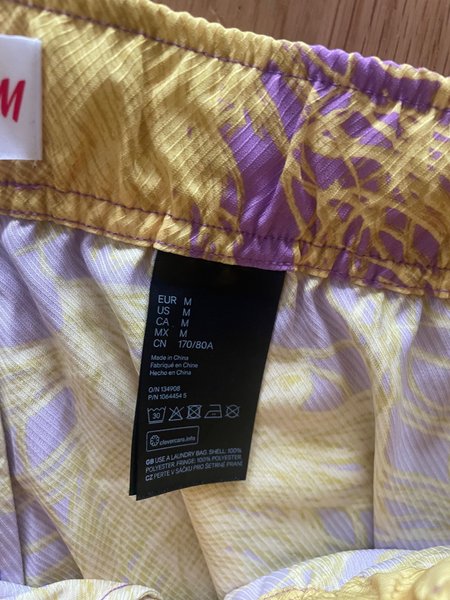 M
EUR M
US M
CA M
MX M
CN 170/80A
Made in China
Fabriqué en Chine
Hecho en China
G/N 134908
P/N 1064454 5
30
clevercare.info
GB USE A LAUNDRY BAG. SHELL: 100%
POLYESTER. FRINGE: 100% POLYESTER.
CZ PERTE V SÁČKU PRO ŠETRNÉ PRANÍ